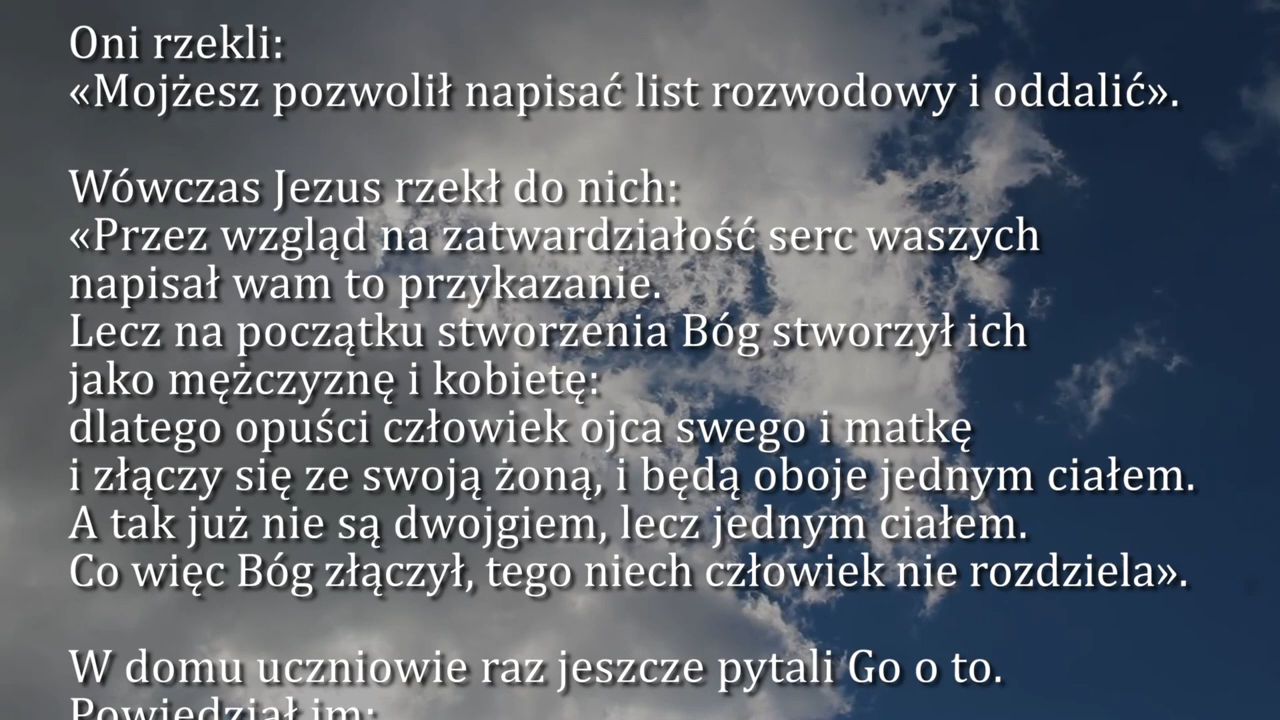 Oni rzekli:
«Mojżesz pozwolił napisać list rozwodowy i oddalić».
Wówczas Jezus rzekł do nich:
«Przez wzgląd na zatwardziałość serc waszych
napisał wam to przykazanie.
Lecz na początku stworzenia Bóg stworzył ich
jako mężczyznę i kobietę:
dlatego opuści człowiek ojca swego i matkę
i złączy się ze swoją żoną, i będą oboje jednym ciałem.
A tak już nie są dwojgiem, lecz jednym ciałem.
Co więc Bóg złączył, tego niech człowiek nie rozdziela».
W domu uczniowie raz jeszcze pytali Go o to.
Powiedział im: